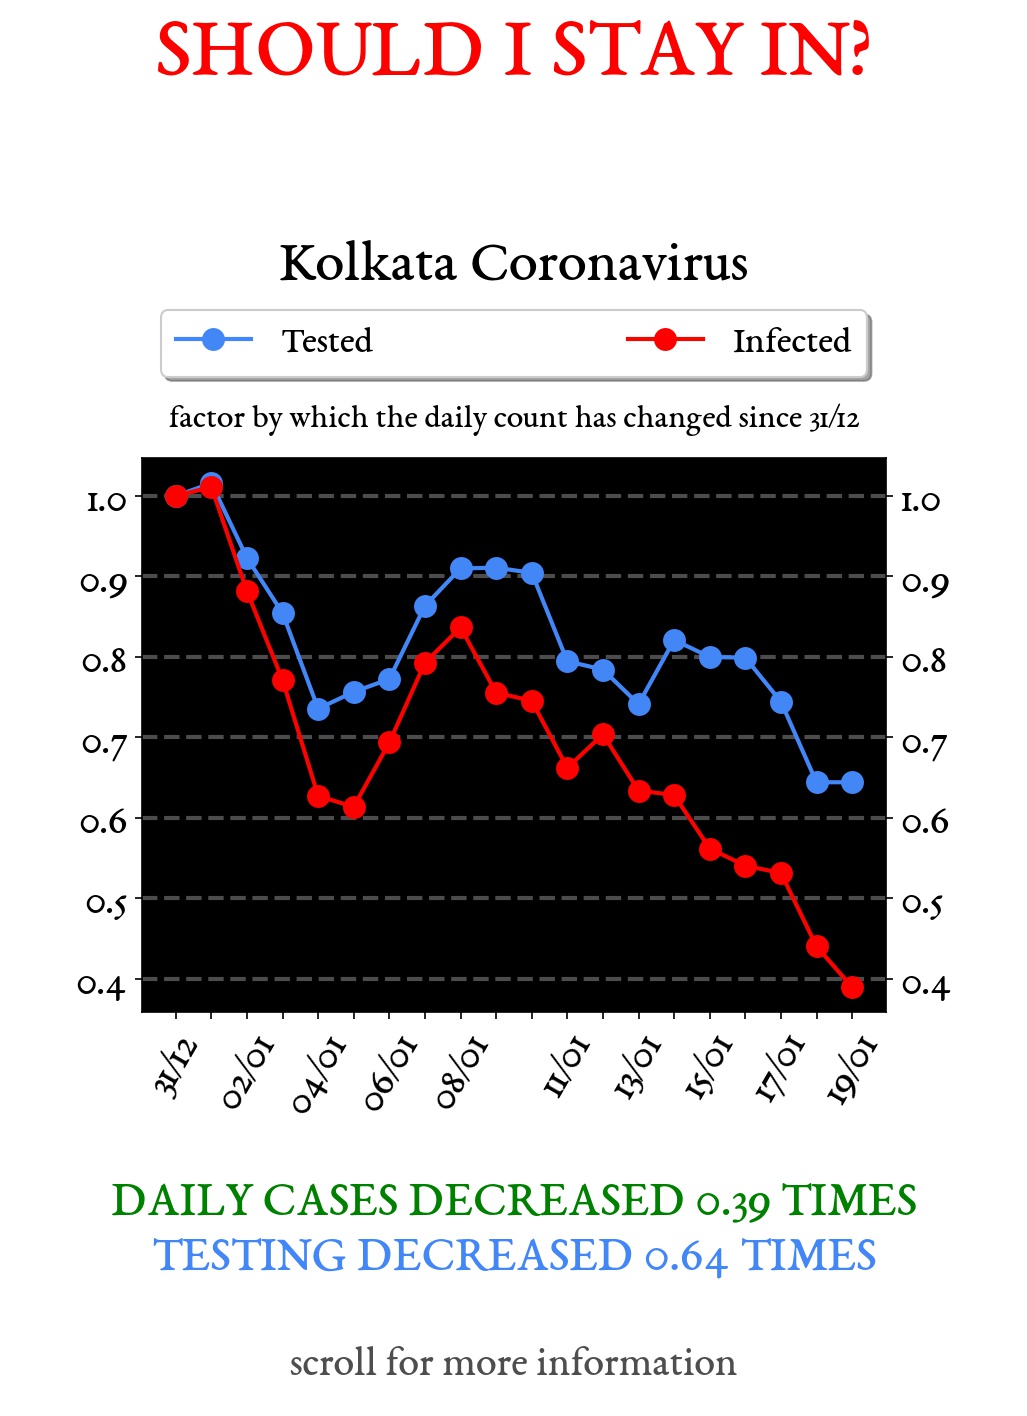 SHOULD I STAY IN?
Kolkata Coronavirus
Tested Infected
factor by which the daily count has changed since 31/12
1.0 1.0
0.9 0.9
0.8 0.8
0.7 0.7
0.6 0.6
0.5 0.5
0.4 0.4
31/12 02/01 04/01 06/01 08/01 11/01 13/01 15/01 17/01 19/01
DAILY CASES DECREASED 0.39 TIMES
TESTING DECREASED 0.64 TIMES
scroll for more information